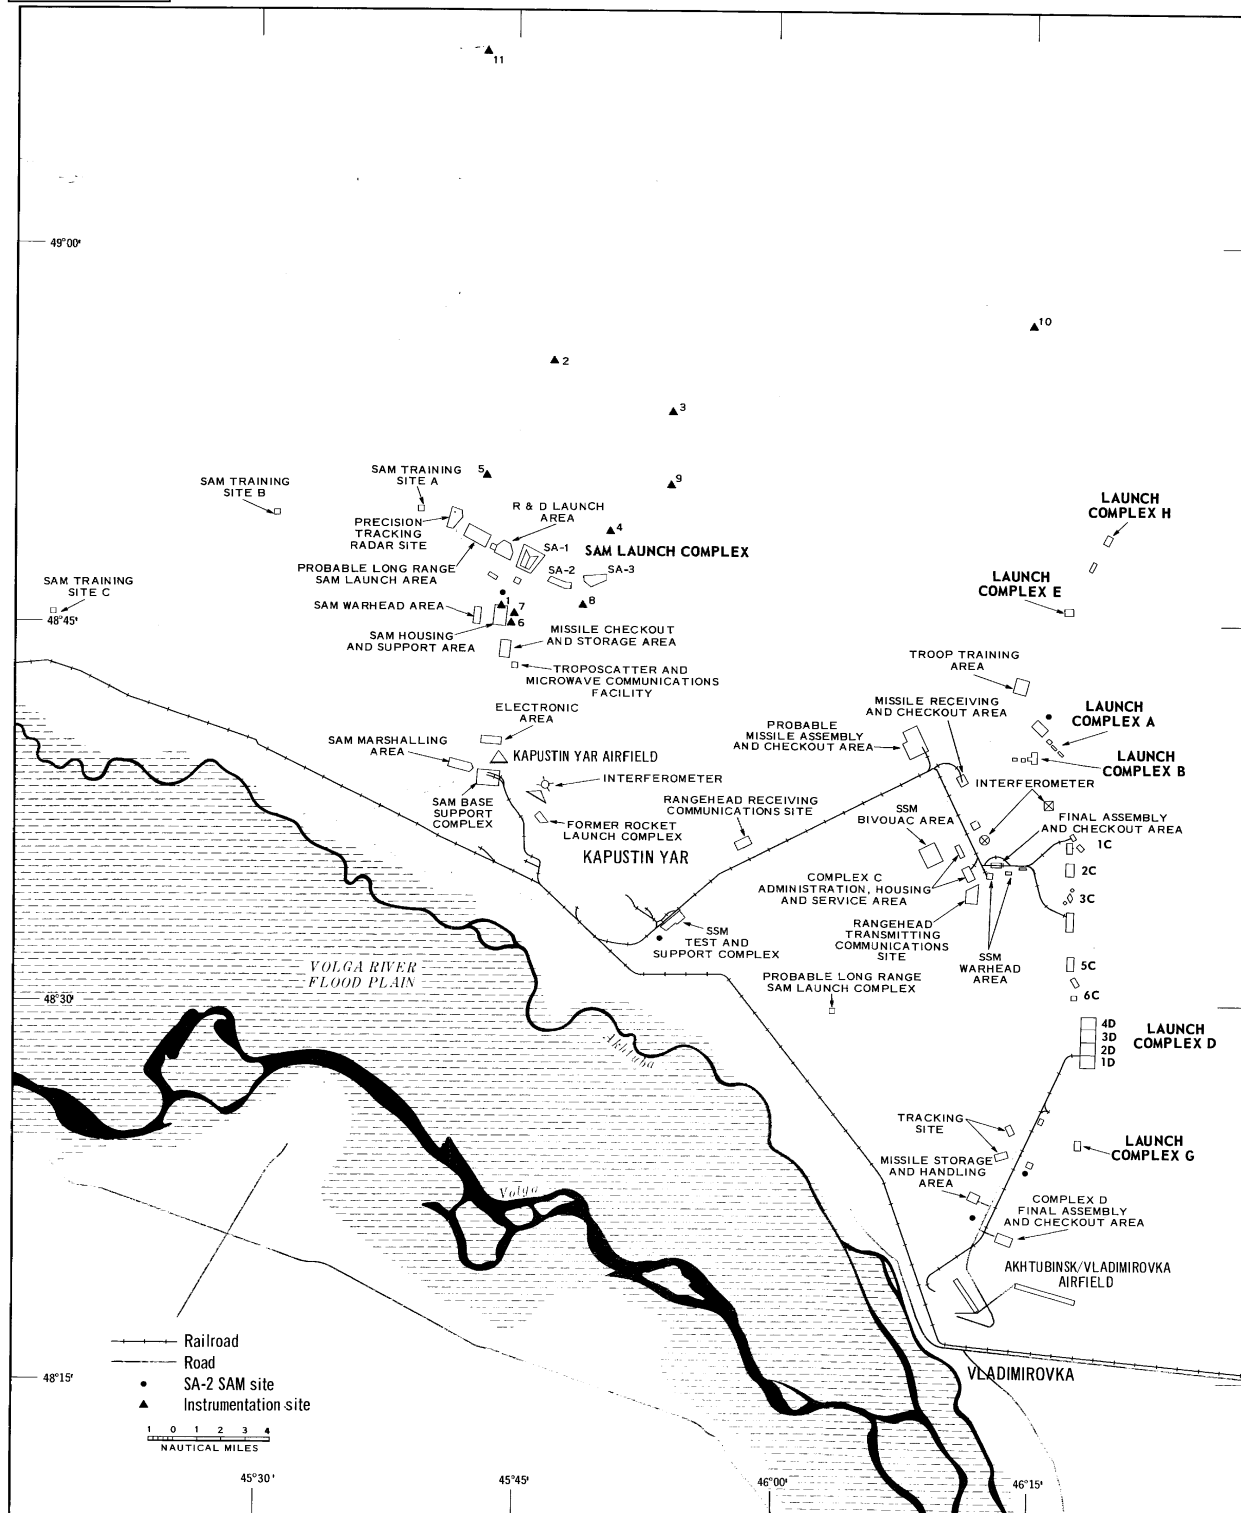 11
49°00'
10
2
3
SAM TRAINING
SITE A
5
SAM TRAINING
SITE B
9
R & D LAUNCH
AREA
LAUNCH
COMPLEX H
PRECISION
TRACKING
RADAR SITE
4
SA-1
SAM LAUNCH COMPLEX
PROBABLE LONG RANGE
SAM LAUNCH AREA
SA-2
SA-3
LAUNCH
COMPLEX E
SAM TRAINING
SITE C
SAM WARHEAD AREA
1
7
8
6
48°45'
SAM HOUSING
AND SUPPORT AREA
MISSILE CHECKOUT
AND STORAGE AREA
TROPOSCATTER AND
MICROWAVE COMMUNICATIONS
FACILITY
TROOP TRAINING
AREA
MISSILE RECEIVING
AND CHECKOUT AREA
ELECTRONIC
AREA
LAUNCH
COMPLEX A
PROBABLE
MISSILE ASSEMBLY
AND CHECKOUT AREA
SAM MARSHALLING
AREA
KAPUSTIN YAR AIRFIELD
LAUNCH
COMPLEX B
INTERFEROMETER
INTERFEROMETER
SAM BASE
SUPPORT
COMPLEX
RANGEHEAD RECEIVING
COMMUNICATIONS SITE
SSM
BIVOUAC AREA
FINAL ASSEMBLY
AND CHECKOUT AREA
FORMER ROCKET
LAUNCH COMPLEX
1C
KAPUSTIN YAR
2C
COMPLEX C
ADMINISTRATION, HOUSING
AND SERVICE AREA
3C
RANGEHEAD
TRANSMITTING
COMMUNICATIONS
SITE
SSM
TEST AND
SUPPORT COMPLEX
SSM
WARHEAD
AREA
5C
VOLGA RIVER
FLOOD PLAIN
PROBABLE LONG RANGE
SAM LAUNCH COMPLEX
6C
48°30'
4D
3D
2D
1D
LAUNCH
COMPLEX D
Akhtuba
TRACKING
SITE
LAUNCH
COMPLEX G
MISSILE STORAGE
AND HANDLING
AREA
Volga
COMPLEX D
FINAL ASSEMBLY
AND CHECKOUT AREA
AKHTUBINSK/VLADIMIROVKA
AIRFIELD
Railroad
Road
SA-2 SAM site
Instrumentation site
48°15'
VLADIMIROVKA
1 0 1 2 3 4
NAUTICAL MILES
45°30'
45°45'
46°00'
46°15'